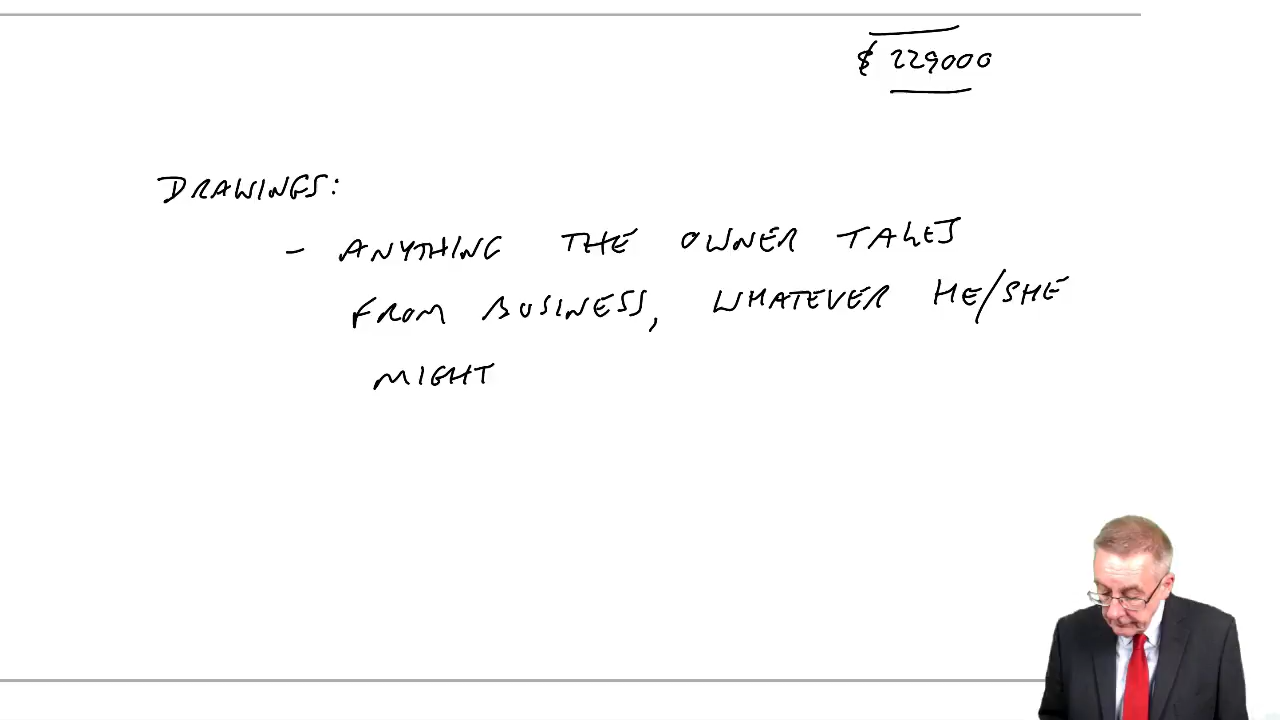 $ 229000
DRAWINGS:
- ANYTHING THE OWNER TAKES
FROM BUSINESS, WHATEVER HE/SHE
MIGHT